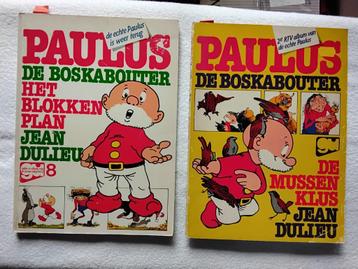 de echte Paulus
is weer terug
PAULUS
DE BOSKABOUTER
HET
BLOKKEN
PLAN
JEAN
DULIEU
8
2e RTV album van
de echte Paulus
PAULUS
DE BOSKABOUTER
DE
MUSSEN
KLUS
JEAN
DULIEU